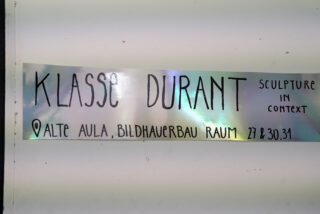 KLASSE DURANT
SCULPTURE
IN
CONTEXT
ALTE AULA, BILDHAUERBAU RAUM 27 & 30, 31